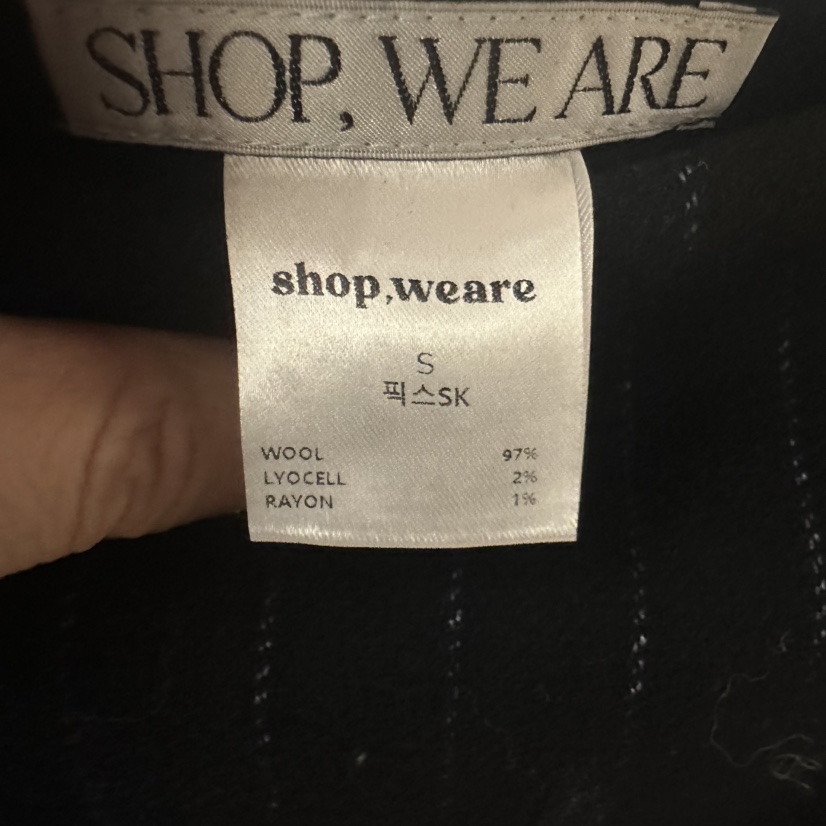 SHOP, WE ARE
shop,weare
S
픽스SK
WOOL 97%
LYOCELL 2%
RAYON 1%